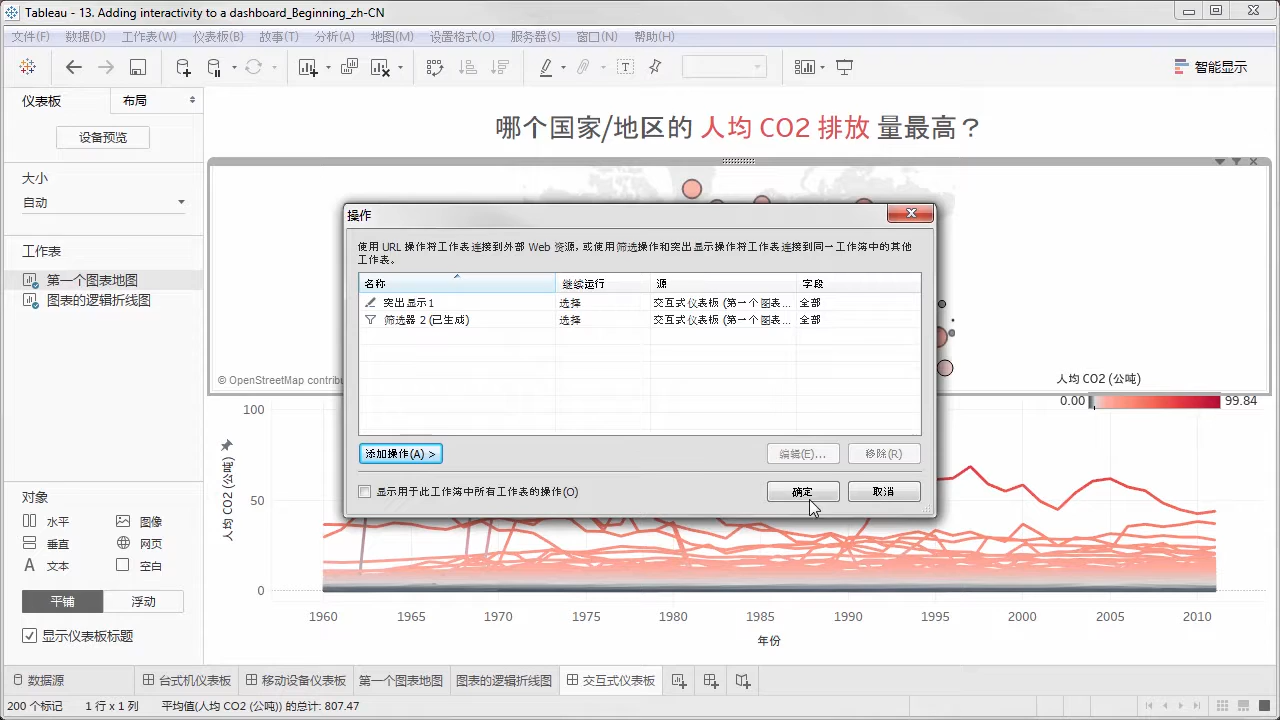 Tableau - 13. Adding interactivity to a dashboard_Beginning_zh-CN
文件(F) 数据(D) 工作表(W) 仪表板(B) 故事(T) 分析(A) 地图(M) 设置格式(O) 服务器(S) 窗口(N) 帮助(H)
智能显示
仪表板 布局
设备预览
大小
自动
工作表
第一个图表地图
图表的逻辑折线图
对象
水平 图像
垂直 网页
文本 空白
平铺 浮动
显示仪表板标题
哪个国家/地区的 人均 CO2 排放 量最高？
操作
使用 URL 操作将工作表连接到外部 Web 资源，或使用筛选操作和突出显示操作将工作表连接到同一工作簿中的其他
工作表。
名称 继续运行 源 字段
突出显示1 选择 交互式仪表板 (第一个图表... 全部
筛选器 2 (已生成) 选择 交互式仪表板 (第一个图表... 全部
添加操作(A) > 编辑(E)... 移除(R)
显示用于此工作簿中所有工作表的操作(O)
确定 取消
© OpenStreetMap contribu
人均 CO2 (公吨)
0.00 99.84
人均 CO2 (公吨)
100
50
0
1960 1965 1970 1975 1980 1985 1990 1995 2000 2005 2010
年份
数据源 台式机仪表板 移动设备仪表板 第一个图表地图 图表的逻辑折线图 交互式仪表板
200 个标记 1 行 x 1 列 平均值(人均 CO2 (公吨)) 的总计: 807.47